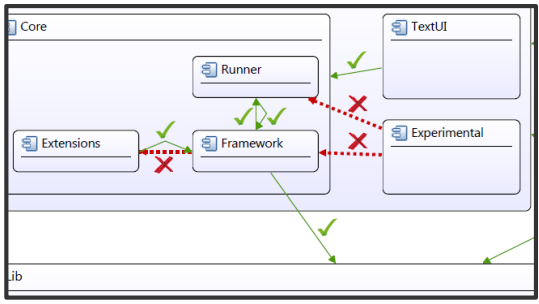 Core
TextUI
Runner
Experimental
Extensions
Framework
Lib